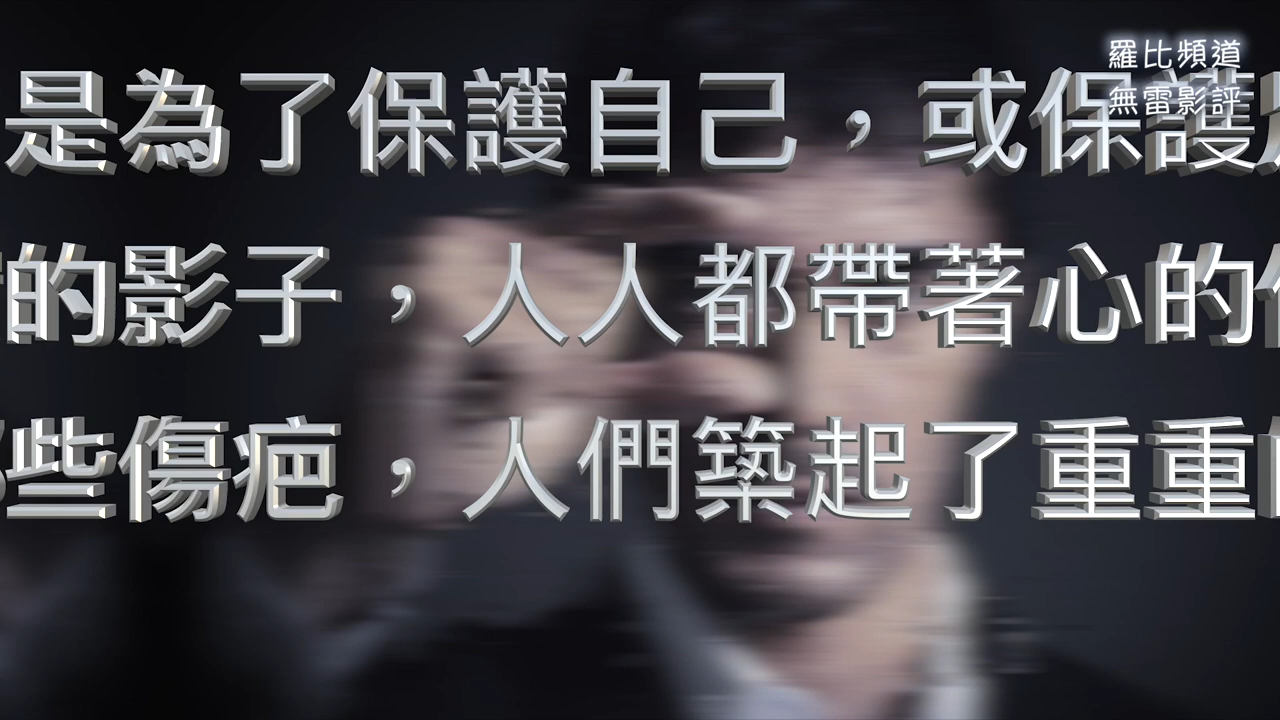 羅比頻道
無雷影評
是為了保護自己，或保護
的影子，人人都帶著心的
些傷疤，人們築起了重重